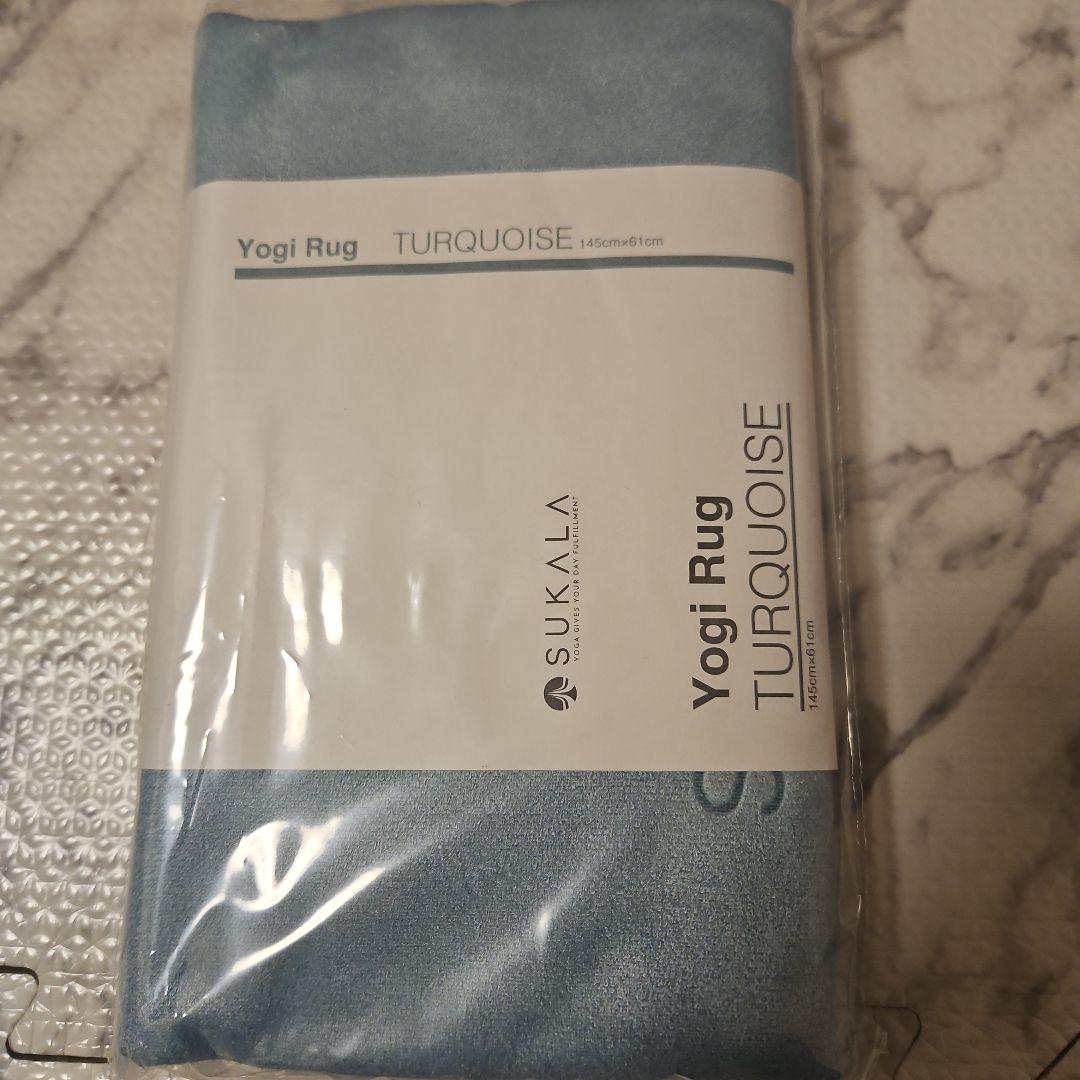 Yogi Rug TURQUOISE 145cm×61cm
SUKALA
YOGA GIVES YOUR DAY FULFILLMENT
Yogi Rug
TURQUOISE
145cm×61cm
S